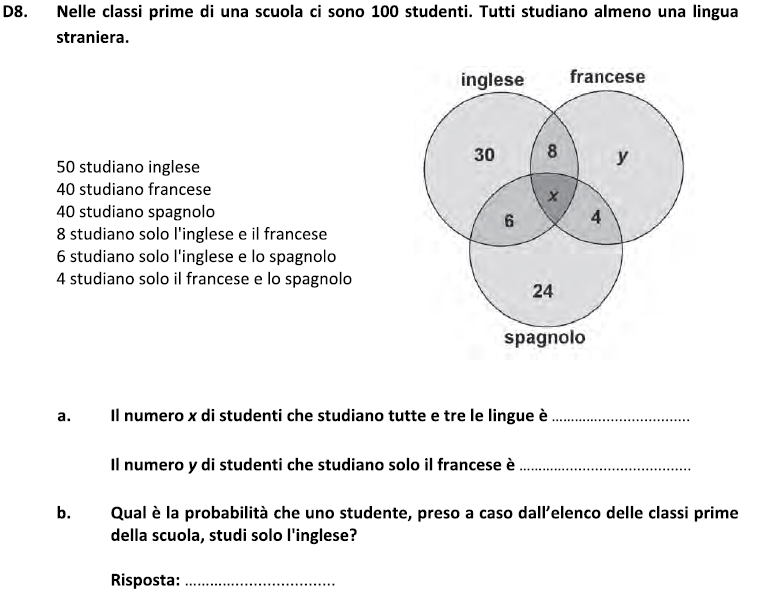 D8. Nelle classi prime di una scuola ci sono 100 studenti. Tutti studiano almeno una lingua
straniera.
inglese francese
30 8 y
x
6 4
24
spagnolo
50 studiano inglese
40 studiano francese
40 studiano spagnolo
8 studiano solo l'inglese e il francese
6 studiano solo l'inglese e lo spagnolo
4 studiano solo il francese e lo spagnolo
a. Il numero x di studenti che studiano tutte e tre le lingue è .................................
Il numero y di studenti che studiano solo il francese è .........................................
b. Qual è la probabilità che uno studente, preso a caso dall’elenco delle classi prime
della scuola, studi solo l'inglese?
Risposta: ....................................